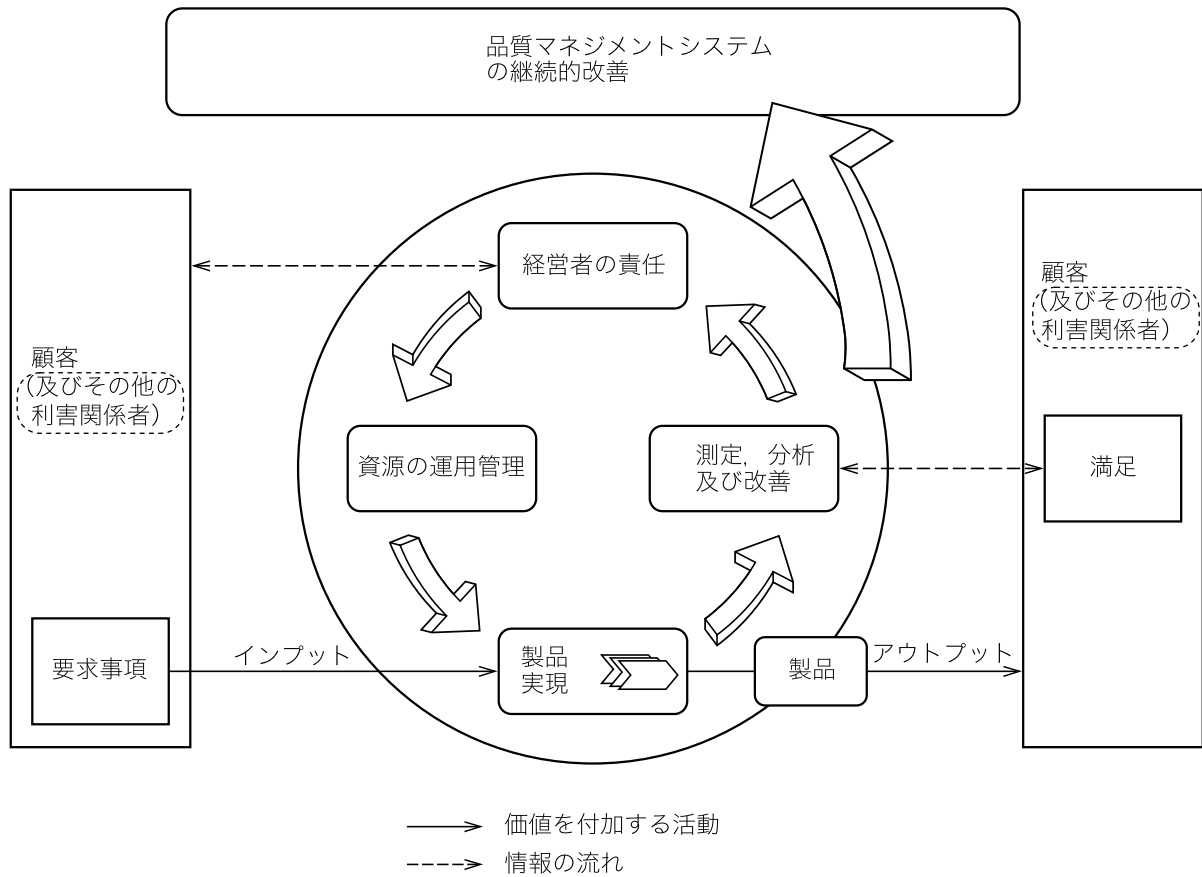 品質マネジメントシステム
の継続的改善
経営者の責任
顧客
(及びその他の
利害関係者)
顧客
(及びその他の
利害関係者)
資源の運用管理
測定，分析
及び改善
満足
要求事項
インプット
製品
実現
製品
アウトプット
価値を付加する活動
情報の流れ